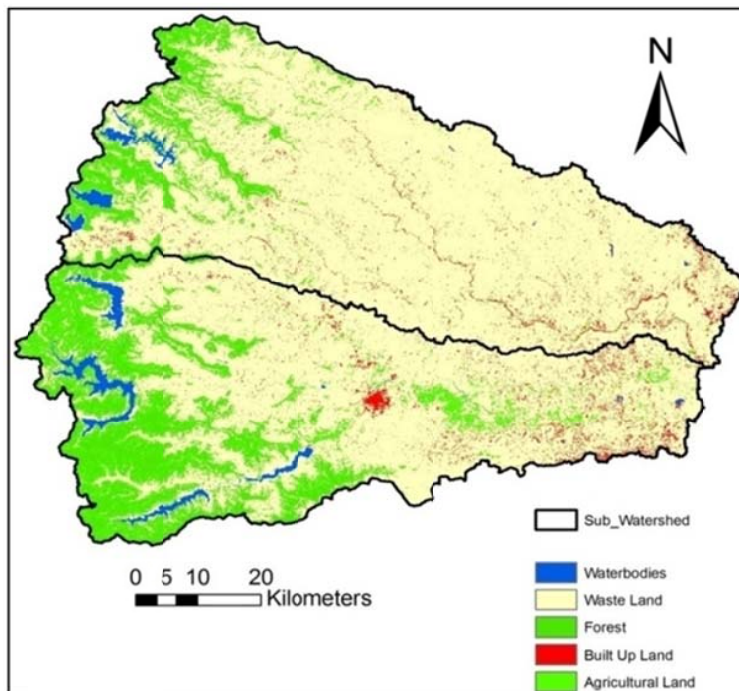 N
Sub_Watershed
0 5 10 20
Kilometers
Waterbodies
Waste Land
Forest
Built Up Land
Agricultural Land